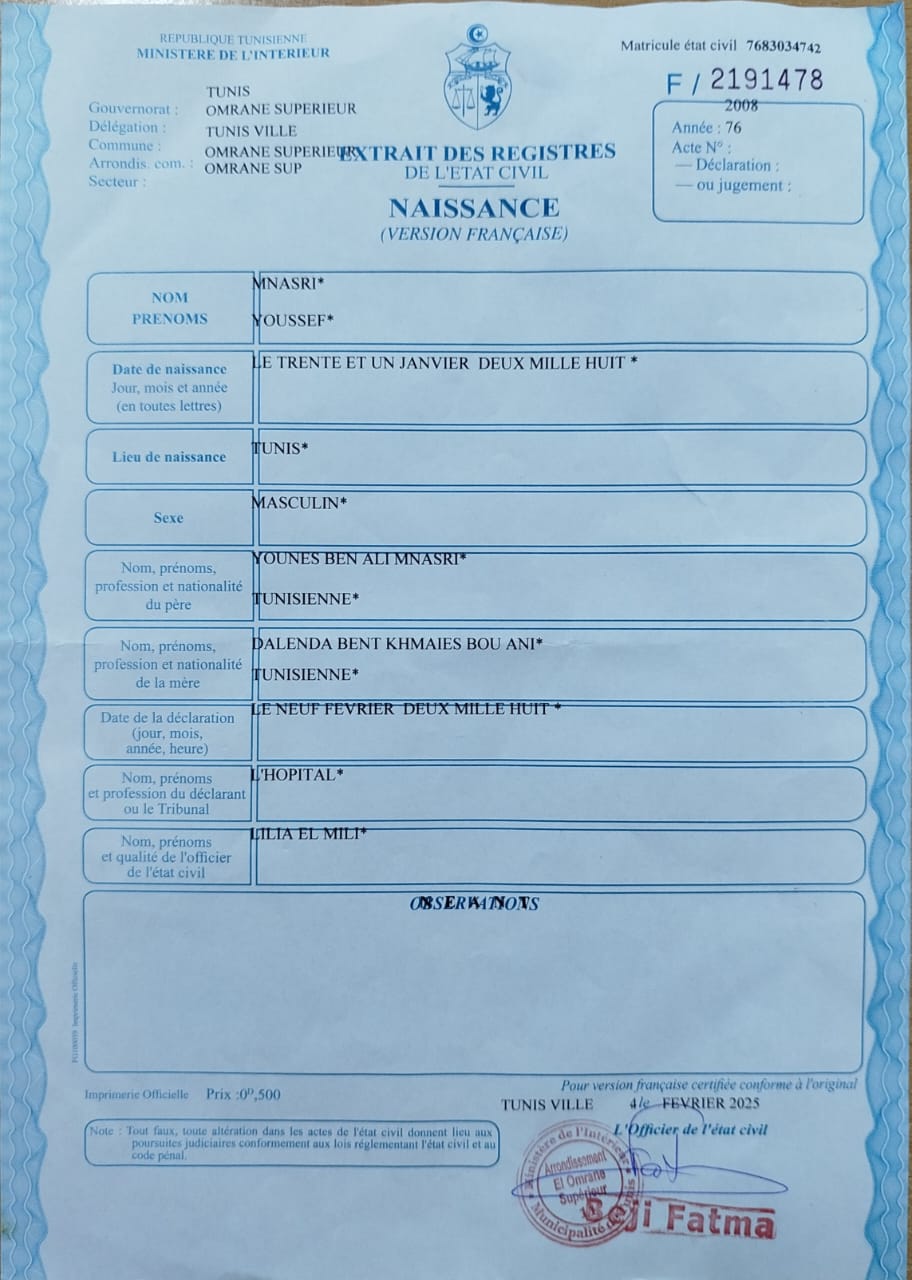 REPUBLIQUE TUNISIENNE
MINISTERE DE L'INTERIEUR
Matricule état civil 7683034742
F / 2191478
TUNIS
Gouvernorat : OMRANE SUPERIEUR
Délégation : TUNIS VILLE
Commune : OMRANE SUPERIEUR
Arrondis. com. : OMRANE SUP
Secteur :
2008
Année : 76
Acte N° :
— Déclaration :
— ou jugement :
EXTRAIT DES REGISTRES
DE L'ETAT CIVIL
NAISSANCE
(VERSION FRANÇAISE)
NOM MNASRI*
PRENOMS YOUSSEF*
Date de naissance LE TRENTE ET UN JANVIER DEUX MILLE HUIT *
Jour, mois et année
(en toutes lettres)
Lieu de naissance TUNIS*
Sexe MASCULIN*
Nom, prénoms, YOUNES BEN ALI MNASRI*
profession et nationalité
du père TUNISIENNE*
Nom, prénoms, DALENDA BENT KHMAIES BOU ANI*
profession et nationalité
de la mère TUNISIENNE*
Date de la déclaration LE NEUF FEVRIER DEUX MILLE HUIT *
(jour, mois,
année, heure)
Nom, prénoms L'HOPITAL*
et profession du déclarant
ou le Tribunal
Nom, prénoms LILIA EL MILI*
et qualité de l'officier
de l'état civil
OBSERVATIONS
Imprimerie Officielle Prix :0ᴰ,500
Pour version française certifiée conforme à l'original
TUNIS VILLE 4 le FEVRIER 2025
L'Officier de l'état civil
Note : Tout faux, toute altération dans les actes de l'état civil donnent lieu aux
poursuites judiciaires conformement aux lois réglementant l'état civil et au
code pénal.
Ministère de l'Intérieur
Arrondissement
El Omrane
Supérieur
Municipalité de Tunis
Fatma